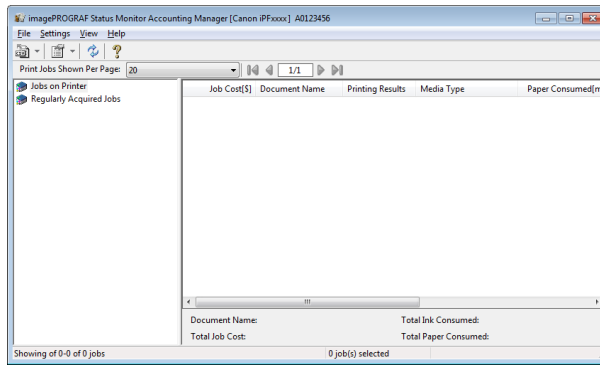 imagePROGRAF Status Monitor Accounting Manager [Canon iPFxxxx] A0123456
File Settings View Help
Print Jobs Shown Per Page: 20 1/1
Jobs on Printer
Regularly Acquired Jobs
Job Cost[$] Document Name Printing Results Media Type Paper Consumed[m
Document Name: Total Ink Consumed:
Total Job Cost: Total Paper Consumed:
Showing of 0-0 of 0 jobs 0 job(s) selected